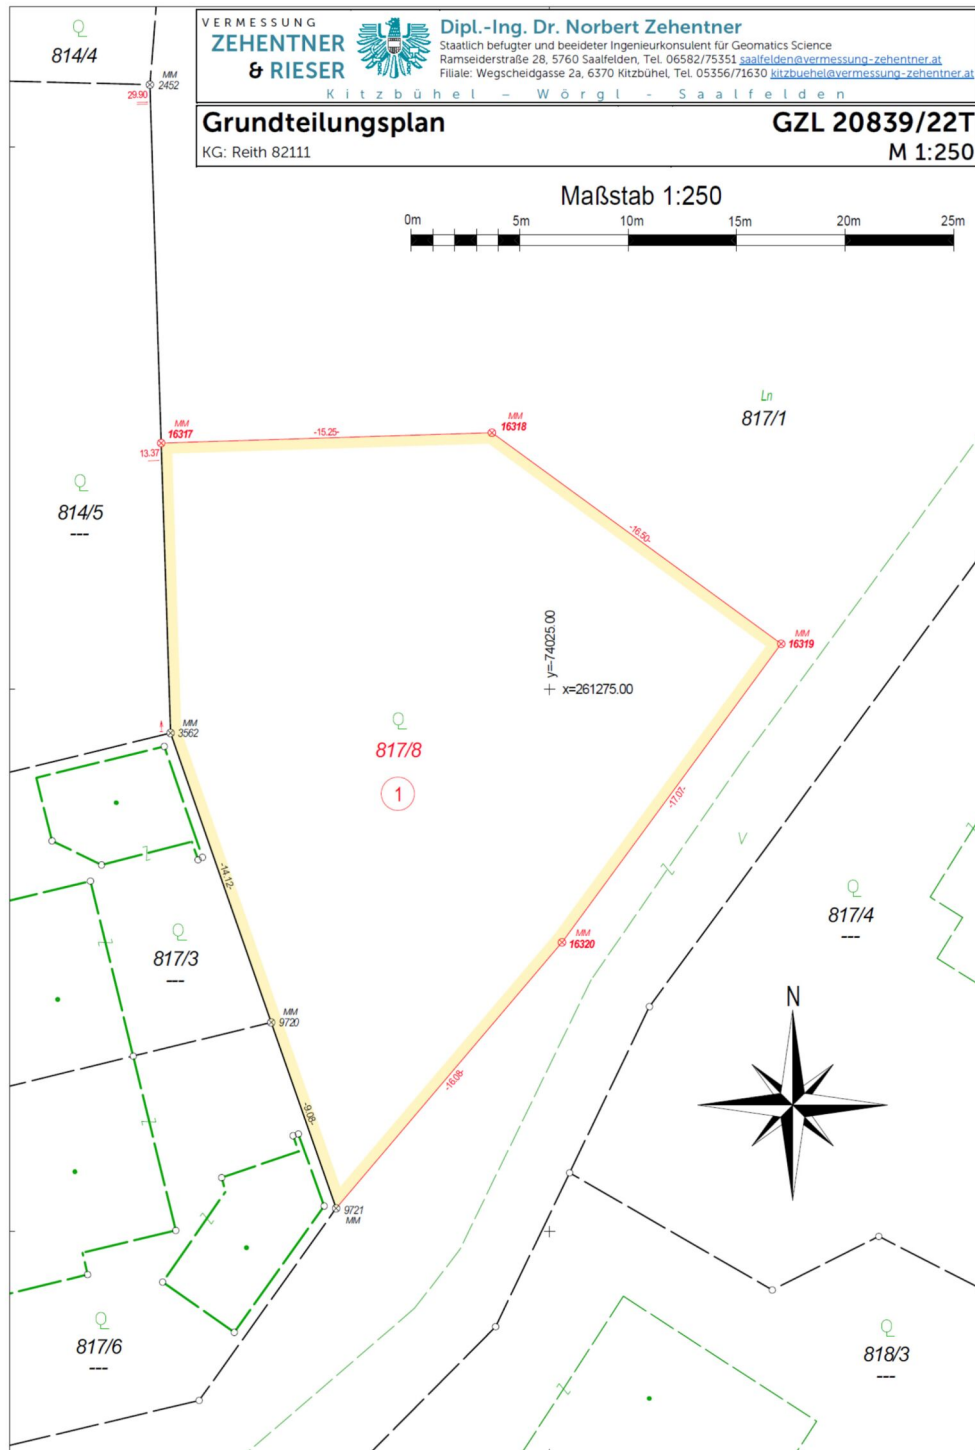 VERMESSUNG
ZEHENTNER
& RIESER
Dipl.-Ing. Dr. Norbert Zehentner
Staatlich befugter und beeideter Ingenieurkonsulent für Geomatics Science
Ramseiderstraße 28, 5760 Saalfelden, Tel. 06582/75351 saalfelden@vermessung-zehentner.at
Filiale: Wegscheidgasse 2a, 6370 Kitzbühel, Tel. 05356/71630 kitzbuehel@vermessung-zehentner.at
Kitzbühel – Wörgl - Saalfelden
Grundteilungsplan
GZL 20839/22T
KG: Reith 82111
M 1:250
Maßstab 1:250
0m 5m 10m 15m 20m 25m
814/4
MM
2452
29.90
Ln
817/1
MM
16317
-15.25-
MM
16318
13.37
814/5
---
-16.50-
MM
16319
y=-74025.00
x=261275.00
!
MM
3562
817/8
1
-17.07-
-14.12-
V
817/4
---
MM
16320
817/3
---
MM
9720
N
-16.08-
-9.08-
9721
MM
817/6
---
818/3
---